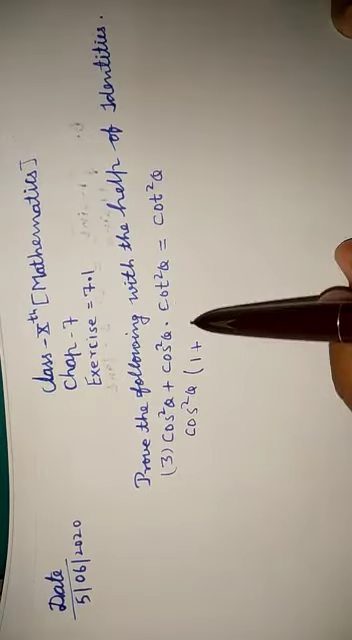 Date
5/06/2020
Class-Xth [Mathematics]
Chap-7
Exercise = 7.1
Prove the following with the help of Identities.
(3) cos²θ + cos²θ . cot²θ = cot²θ
cos²θ (1 +